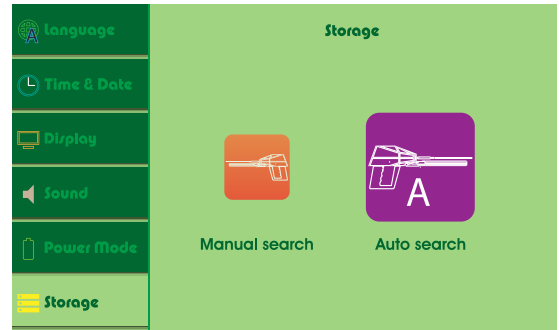 Language
Time & Date
Display
Sound
Power Mode
Storage
Storage
Manual search
A
Auto search